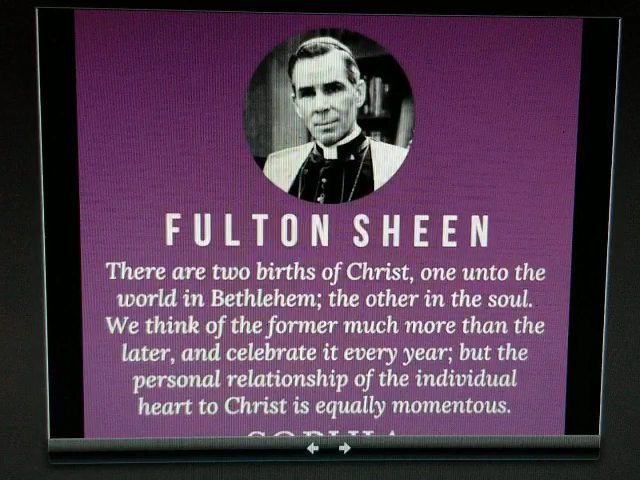 FULTON SHEEN
There are two births of Christ, one unto the
world in Bethlehem; the other in the soul.
We think of the former much more than the
later, and celebrate it every year; but the
personal relationship of the individual
heart to Christ is equally momentous.